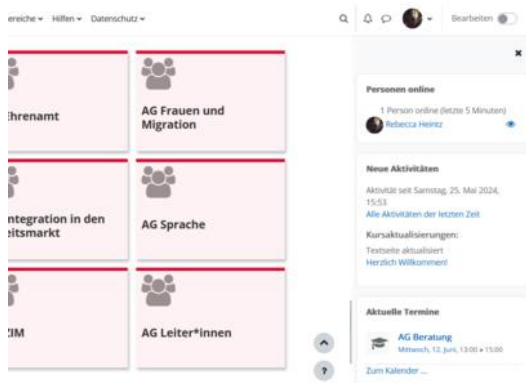 ereiche Hilfen Datenschutz Bearbeiten
Ehrenamt
AG Frauen und
Migration
ntegration in den
eitsmarkt
AG Sprache
ZIM
AG Leiter*innen
Personen online
1 Person online (letzte 5 Minuten)
Rebecca Heintz
Neue Aktivitäten
Aktivität seit Samstag, 25. Mai 2024,
15:53
Alle Aktivitäten der letzten Zeit
Kursaktualisierungen:
Textseite aktualisiert
Herzlich Willkommen!
Aktuelle Termine
AG Beratung
Mittwoch, 12. Juni, 13:00 » 15:00
Zum Kalender ...
?